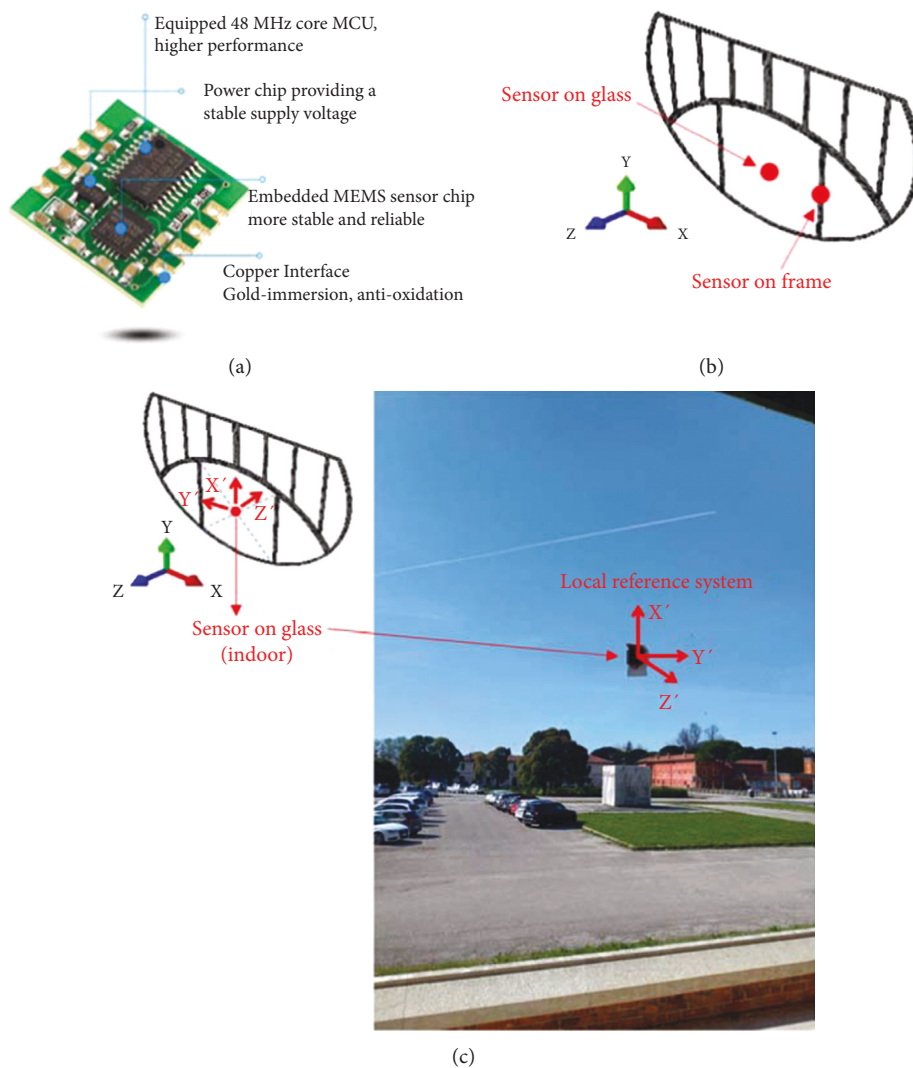 Equipped 48 MHz core MCU,
higher performance
Power chip providing a
stable supply voltage
Embedded MEMS sensor chip
more stable and reliable
Copper Interface
Gold-immersion, anti-oxidation
(a)
Sensor on glass
Y
Z
X
Sensor on frame
(b)
X´
Y´
Z´
Y
Z
X
Sensor on glass
(indoor)
Local reference system
X´
Y´
Z´
(c)